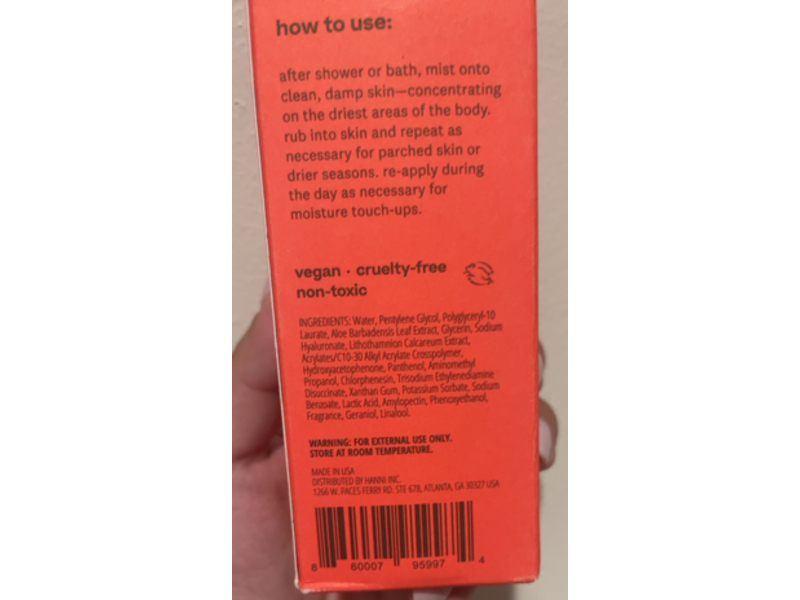 how to use:
after shower or bath, mist onto
clean, damp skin—concentrating
on the driest areas of the body.
rub into skin and repeat as
necessary for parched skin or
drier seasons. re-apply during
the day as necessary for
moisture touch-ups.
vegan · cruelty-free
non-toxic
INGREDIENTS: Water, Pentylene Glycol, Polyglyceryl-10
Laurate, Aloe Barbadensis Leaf Extract, Glycerin, Sodium
Hyaluronate, Lithothamnion Calcareum Extract,
Acrylates/C10-30 Alkyl Acrylate Crosspolymer,
Hydroxyacetophenone, Panthenol, Aminomethyl
Propanol, Chlorphenesin, Trisodium Ethylenediamine
Disuccinate, Xanthan Gum, Potassium Sorbate, Sodium
Benzoate, Lactic Acid, Amylopectin, Phenoxyethanol,
Fragrance, Geraniol, Linalool.
WARNING: FOR EXTERNAL USE ONLY.
STORE AT ROOM TEMPERATURE.
MADE IN USA
DISTRIBUTED BY HANNI INC.
1266 W. PACES FERRY RD. STE 678, ATLANTA, GA 30327 USA
8 60007 95997 4